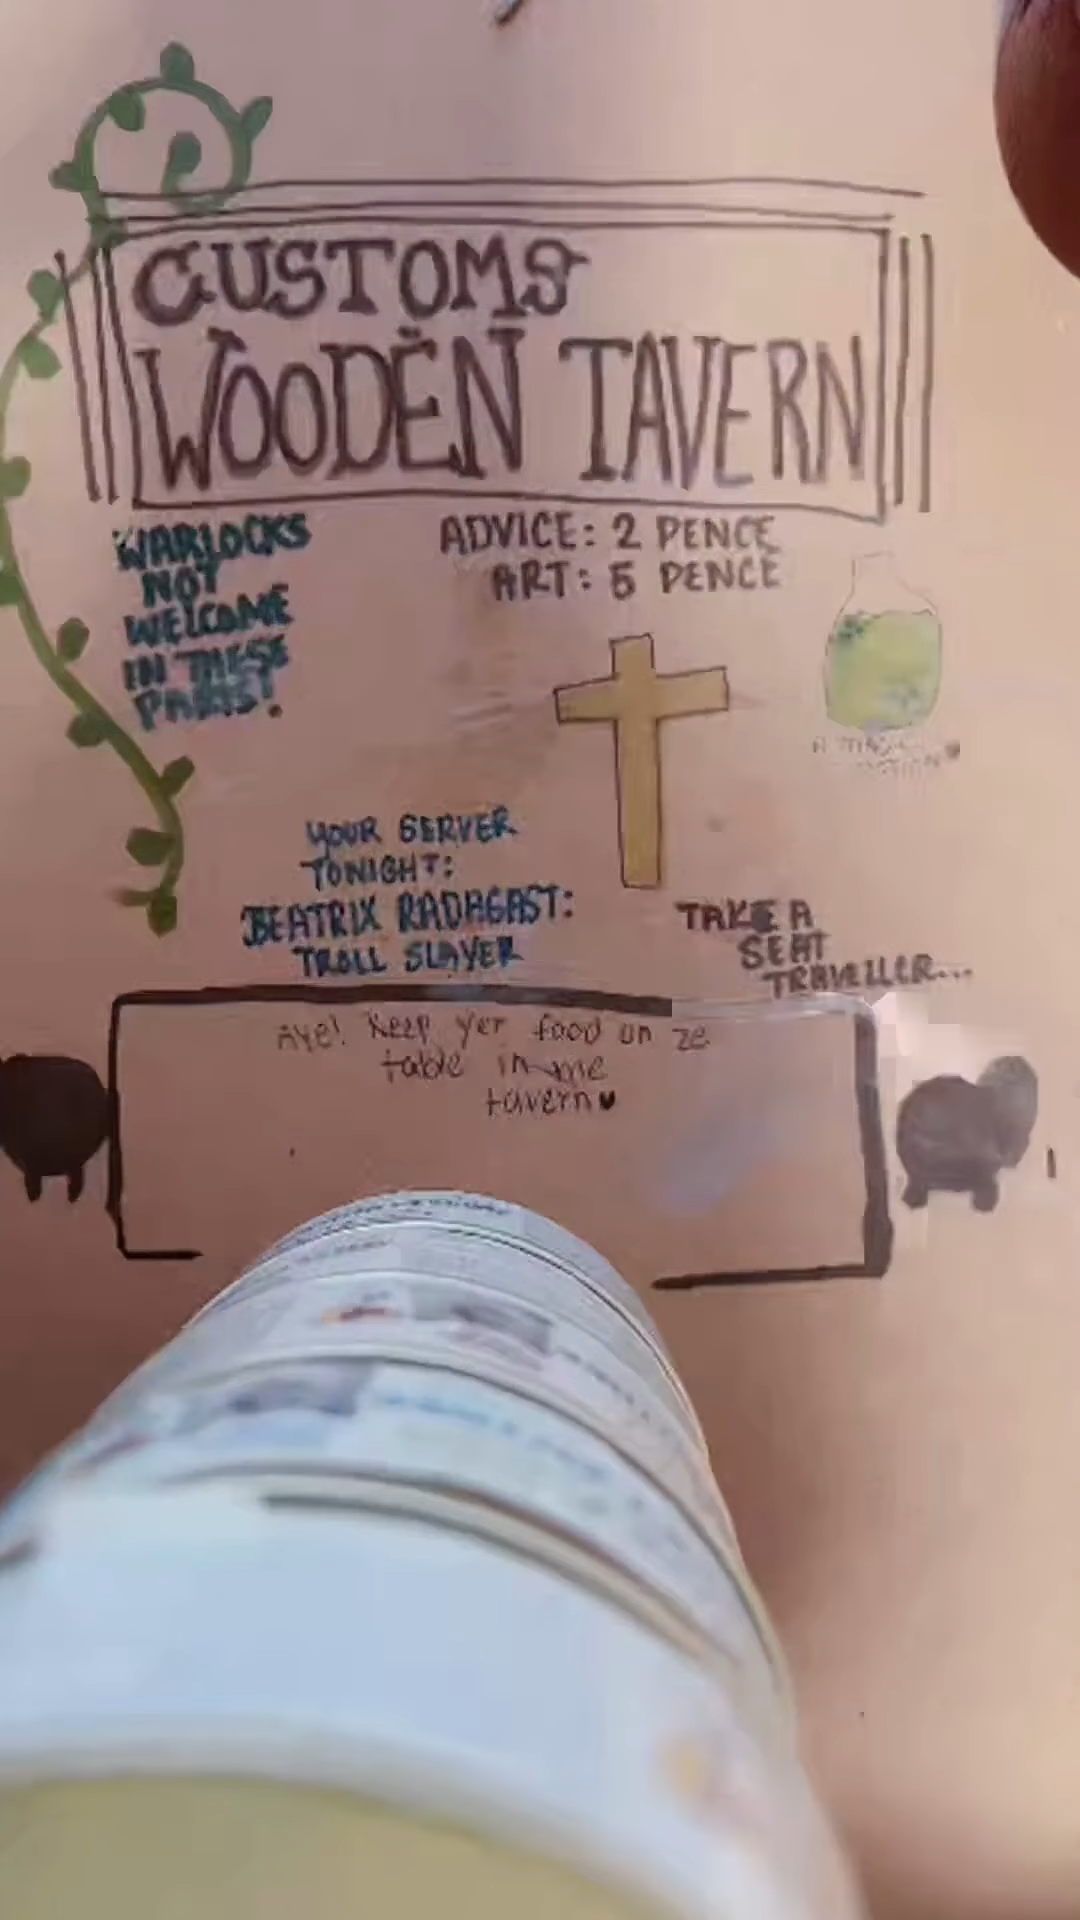 CUSTOMS
WOODEN TAVERN
WARLOCKS
NOT
WELCOME
IN THESE
PARTS!
ADVICE: 2 PENCE
ART: 5 PENCE
YOUR SERVER
TONIGHT:
BEATRIX RADAGAST:
TROLL SLAYER
TAKE A
SEAT
TRAVELLER...
Aye! Keep yer food on ze
table in me
tavern♥